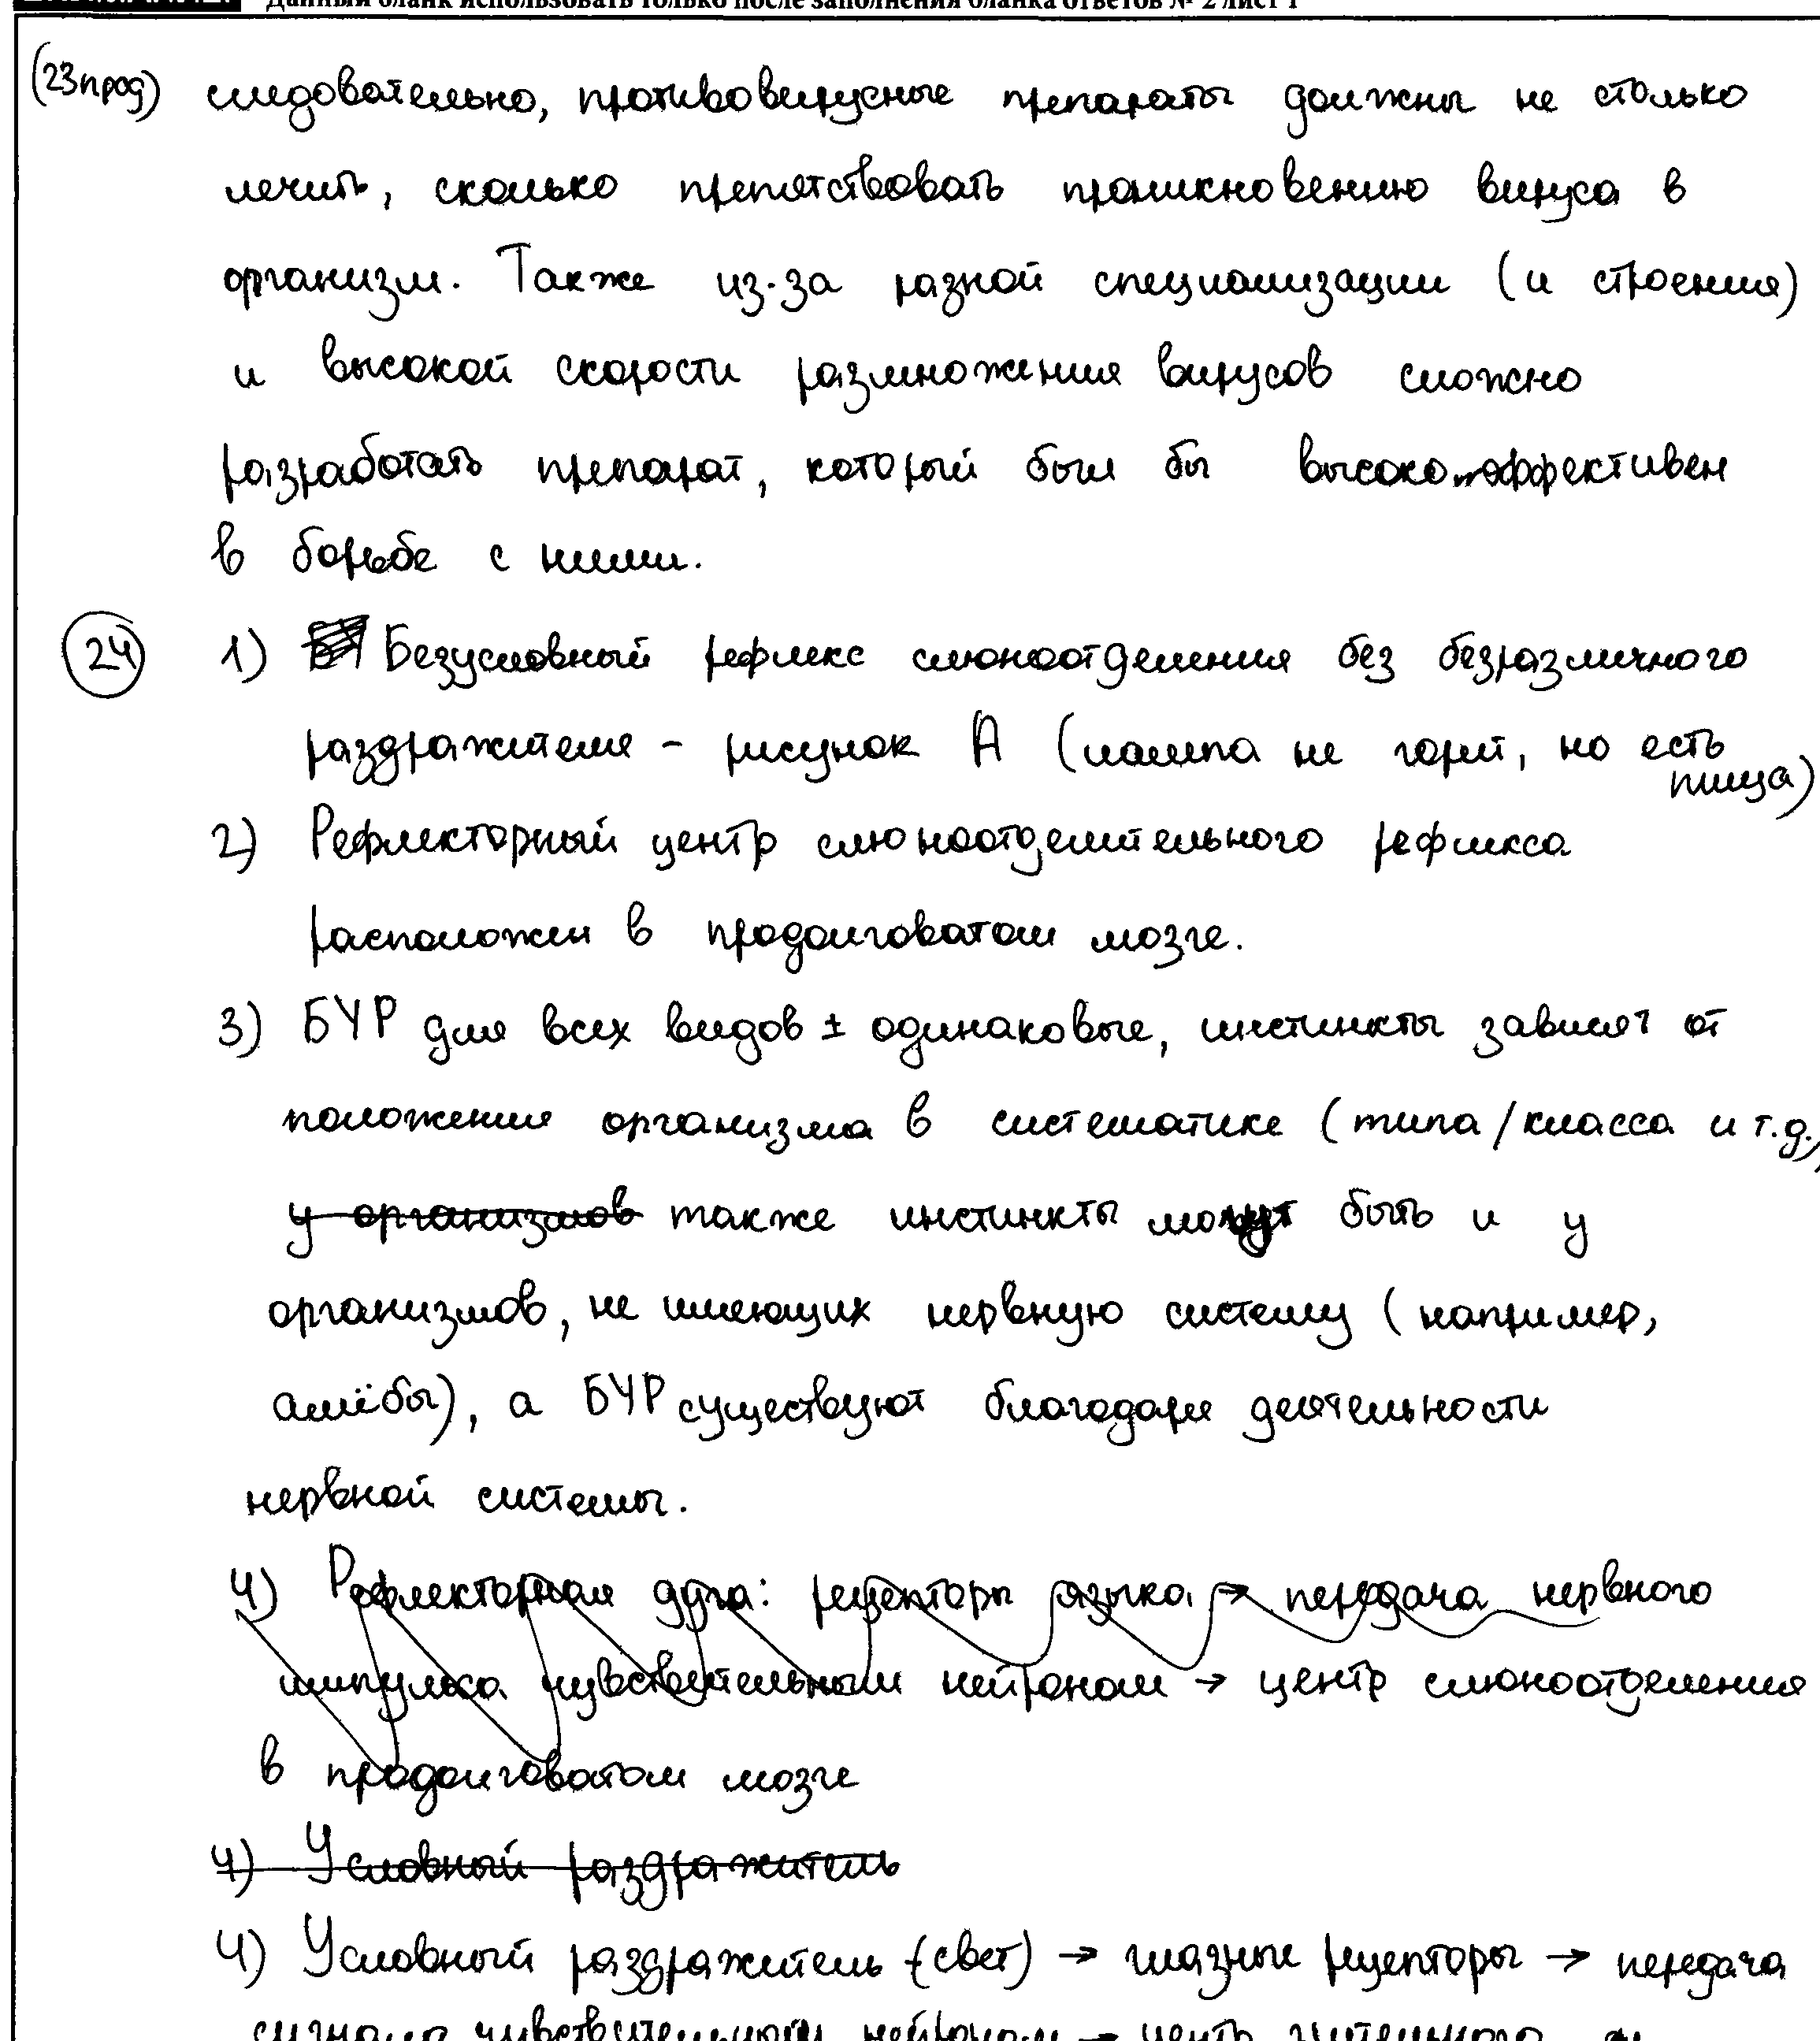 Данный бланк использовать только после заполнения бланка ответов № 2 лист 1
(23 прод) следовательно, противовирусные препараты должны не столько
лечить, сколько препятствовать проникновению вируса в
организм. Также из-за разной специализации (и строения)
и высокой скорости размножения вирусов сложно
разработать препарат, который был бы высокоэффективен
в борьбе с ними.
24 1) Безусловный рефлекс слюноотделения без безразличного
раздражителя - рисунок А (лампа не горит, но есть
пища)
2) Рефлекторный центр слюноотделительного рефлекса
расположен в продолговатом мозге.
3) БУР для всех видов ± одинаковые, инстинкты зависят от
положения организма в систематике (типа/класса и т.д.)
у организмов также инстинкты могут быть и у
организмов, не имеющих нервную систему (например,
амёбы), а БУР существуют благодаря деятельности
нервной системы.
4) Рефлекторная дуга: рецепторы языка → передача нервного
импульса чувствительным нейроном → центр слюноотделения
в продолговатом мозге
4) Условный раздражитель
4) Условный раздражитель (свет) → глазные рецепторы → передача
сигнала чувствительным нейроном → центр зрительного